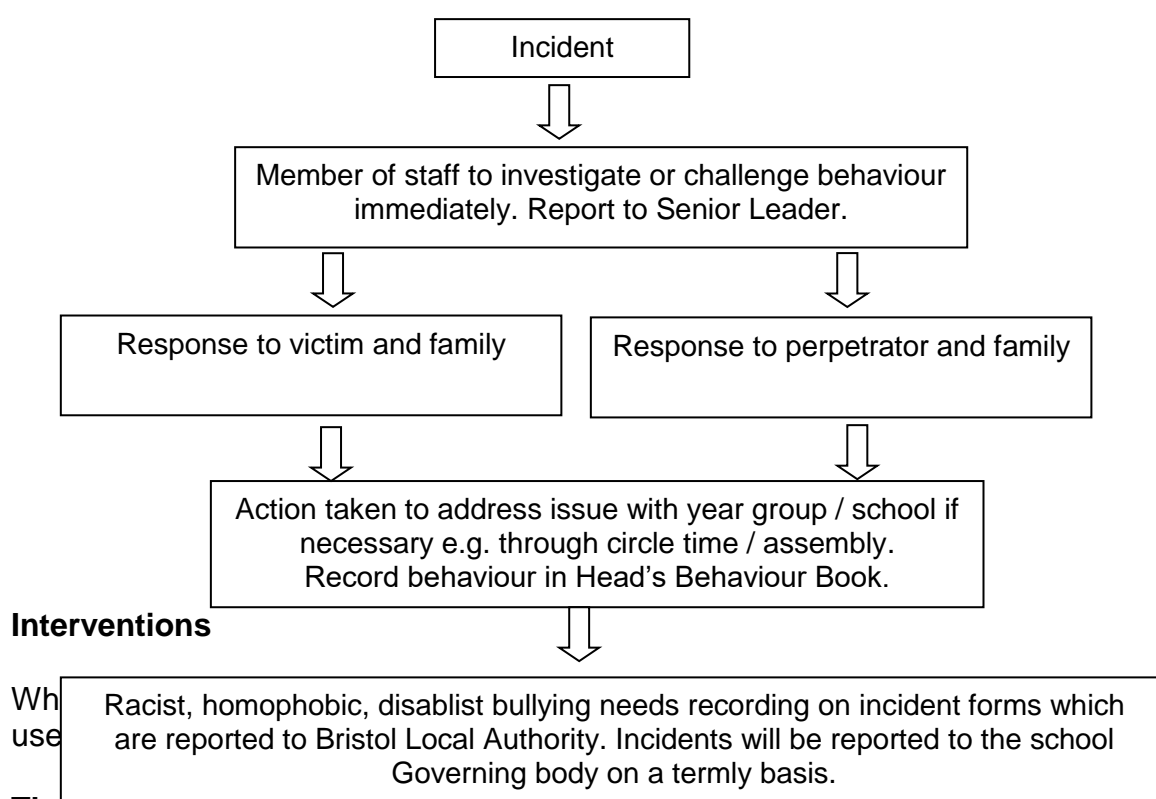 Incident
Member of staff to investigate or challenge behaviour
immediately. Report to Senior Leader.
Response to victim and family
Response to perpetrator and family
Action taken to address issue with year group / school if
necessary e.g. through circle time / assembly.
Record behaviour in Head's Behaviour Book.
Interventions
Racist, homophobic, disablist bullying needs recording on incident forms which
are reported to Bristol Local Authority. Incidents will be reported to the school
Governing body on a termly basis.